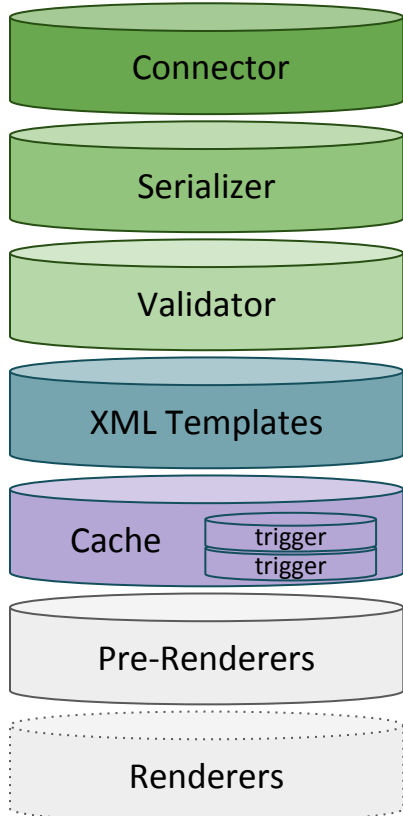 Connector
Serializer
Validator
XML Templates
Cache
trigger
trigger
Pre-Renderers
Renderers